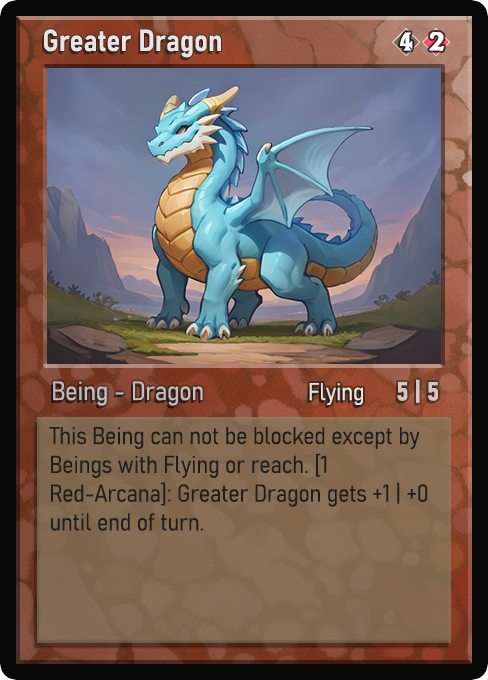 Greater Dragon 4 2
Being - Dragon Flying 5 | 5
This Being can not be blocked except by
Beings with Flying or reach. [1
Red-Arcana]: Greater Dragon gets +1 | +0
until end of turn.